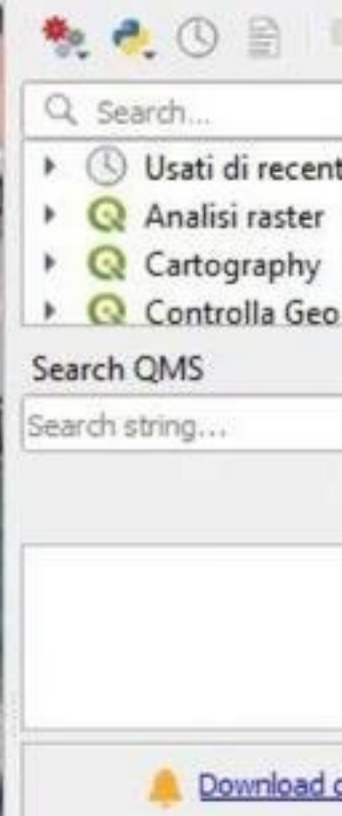 Search...
Usati di recent
Analisi raster
Cartography
Controlla Geo
Search QMS
Search string...
Download